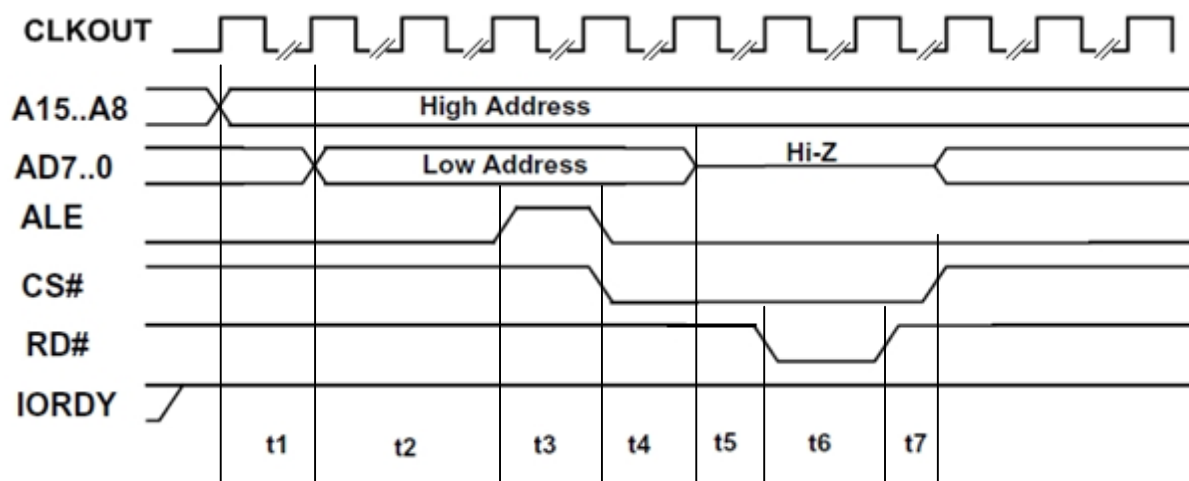 CLKOUT
A15..A8 High Address
AD7..0 Low Address Hi-Z
ALE
CS#
RD#
IORDY
t1 t2 t3 t4 t5 t6 t7